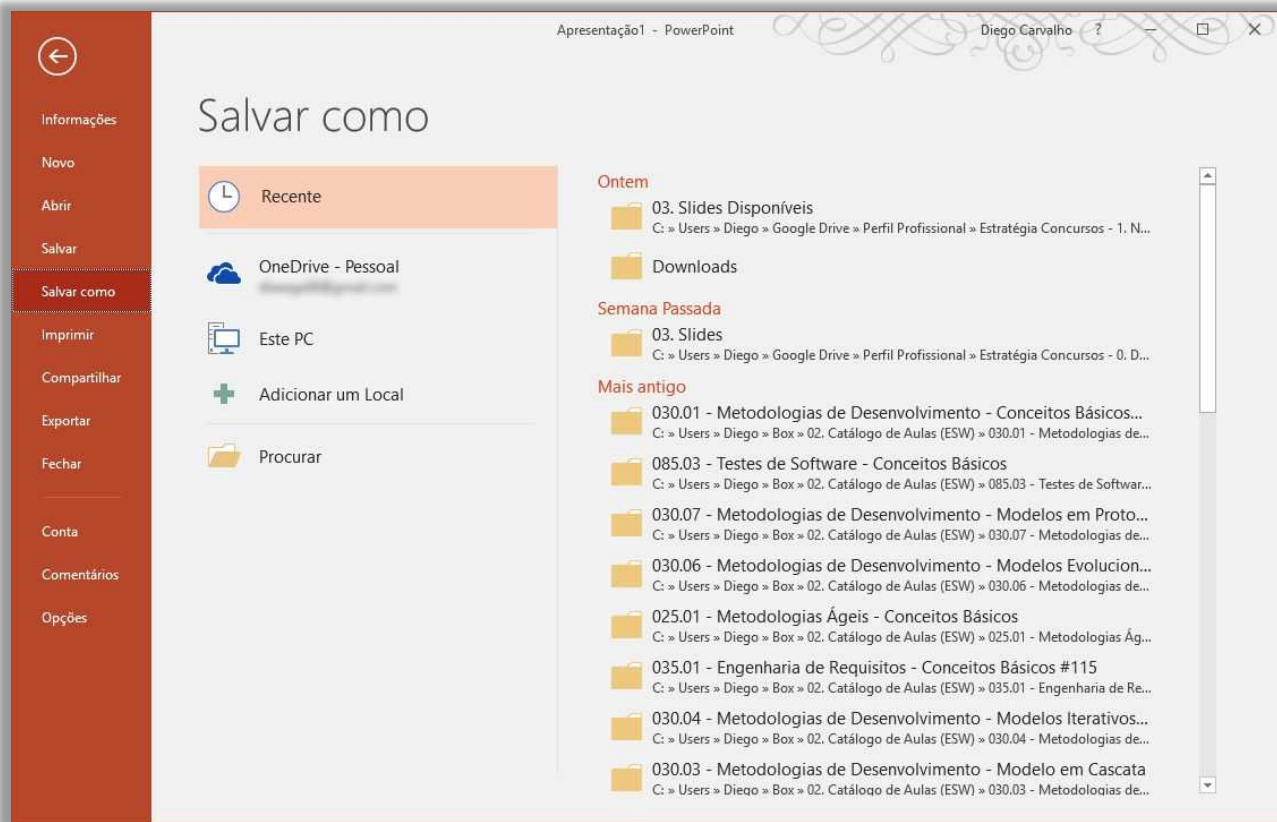 Apresentação1 - PowerPoint
Diego Carvalho
?
Informações
Novo
Abrir
Salvar
Salvar como
Imprimir
Compartilhar
Exportar
Fechar
Conta
Comentários
Opções
Salvar como
Recente
OneDrive - Pessoal
Este PC
Adicionar um Local
Procurar
Ontem
03. Slides Disponíveis
C: » Users » Diego » Google Drive » Perfil Profissional » Estratégia Concursos - 1. N...
Downloads
Semana Passada
03. Slides
C: » Users » Diego » Google Drive » Perfil Profissional » Estratégia Concursos - 0. D...
Mais antigo
030.01 - Metodologias de Desenvolvimento - Conceitos Básicos...
C: » Users » Diego » Box » 02. Catálogo de Aulas (ESW) » 030.01 - Metodologias de...
085.03 - Testes de Software - Conceitos Básicos
C: » Users » Diego » Box » 02. Catálogo de Aulas (ESW) » 085.03 - Testes de Softwar...
030.07 - Metodologias de Desenvolvimento - Modelos em Proto...
C: » Users » Diego » Box » 02. Catálogo de Aulas (ESW) » 030.07 - Metodologias de...
030.06 - Metodologias de Desenvolvimento - Modelos Evolucion...
C: » Users » Diego » Box » 02. Catálogo de Aulas (ESW) » 030.06 - Metodologias de...
025.01 - Metodologias Ágeis - Conceitos Básicos
C: » Users » Diego » Box » 02. Catálogo de Aulas (ESW) » 025.01 - Metodologias Ág...
035.01 - Engenharia de Requisitos - Conceitos Básicos #115
C: » Users » Diego » Box » 02. Catálogo de Aulas (ESW) » 035.01 - Engenharia de Re...
030.04 - Metodologias de Desenvolvimento - Modelos Iterativos...
C: » Users » Diego » Box » 02. Catálogo de Aulas (ESW) » 030.04 - Metodologias de...
030.03 - Metodologias de Desenvolvimento - Modelo em Cascata
C: » Users » Diego » Box » 02. Catálogo de Aulas (ESW) » 030.03 - Metodologias de...